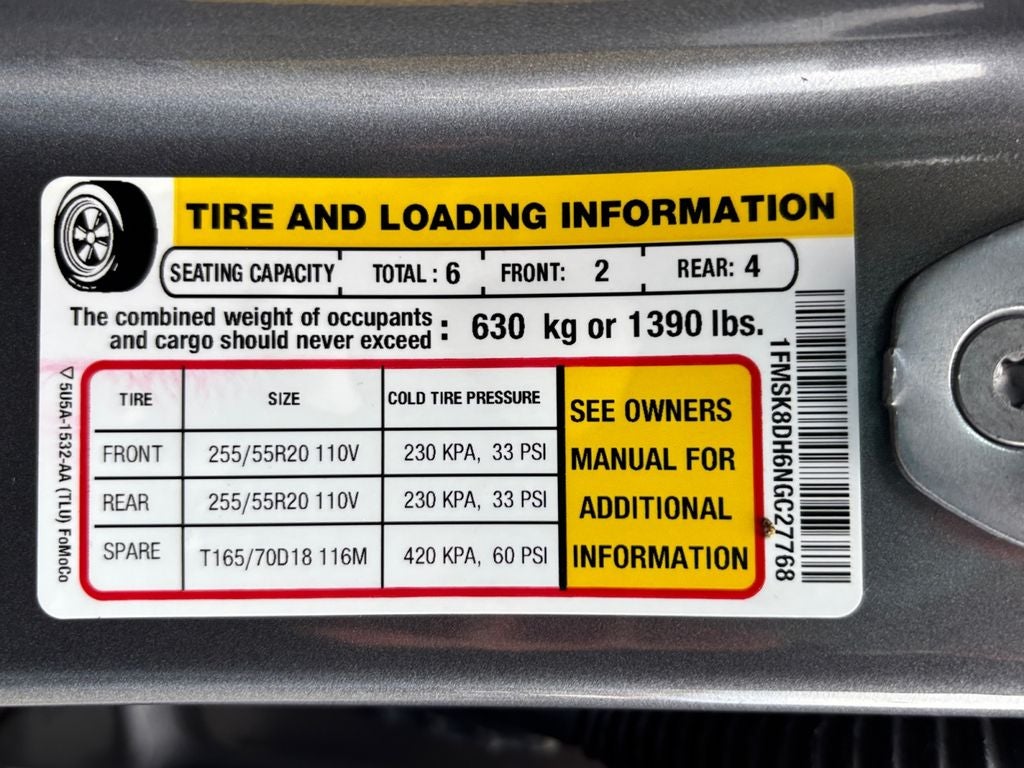 TIRE AND LOADING INFORMATION
SEATING CAPACITY TOTAL : 6 FRONT: 2 REAR: 4
The combined weight of occupants
and cargo should never exceed : 630 kg or 1390 lbs.
TIRE SIZE COLD TIRE PRESSURE
FRONT 255/55R20 110V 230 KPA, 33 PSI
REAR 255/55R20 110V 230 KPA, 33 PSI
SPARE T165/70D18 116M 420 KPA, 60 PSI
SEE OWNERS
MANUAL FOR
ADDITIONAL
INFORMATION
▽5U5A-1532-AA (TLU) FoMoCo
1FMSK8DH6NGC27768